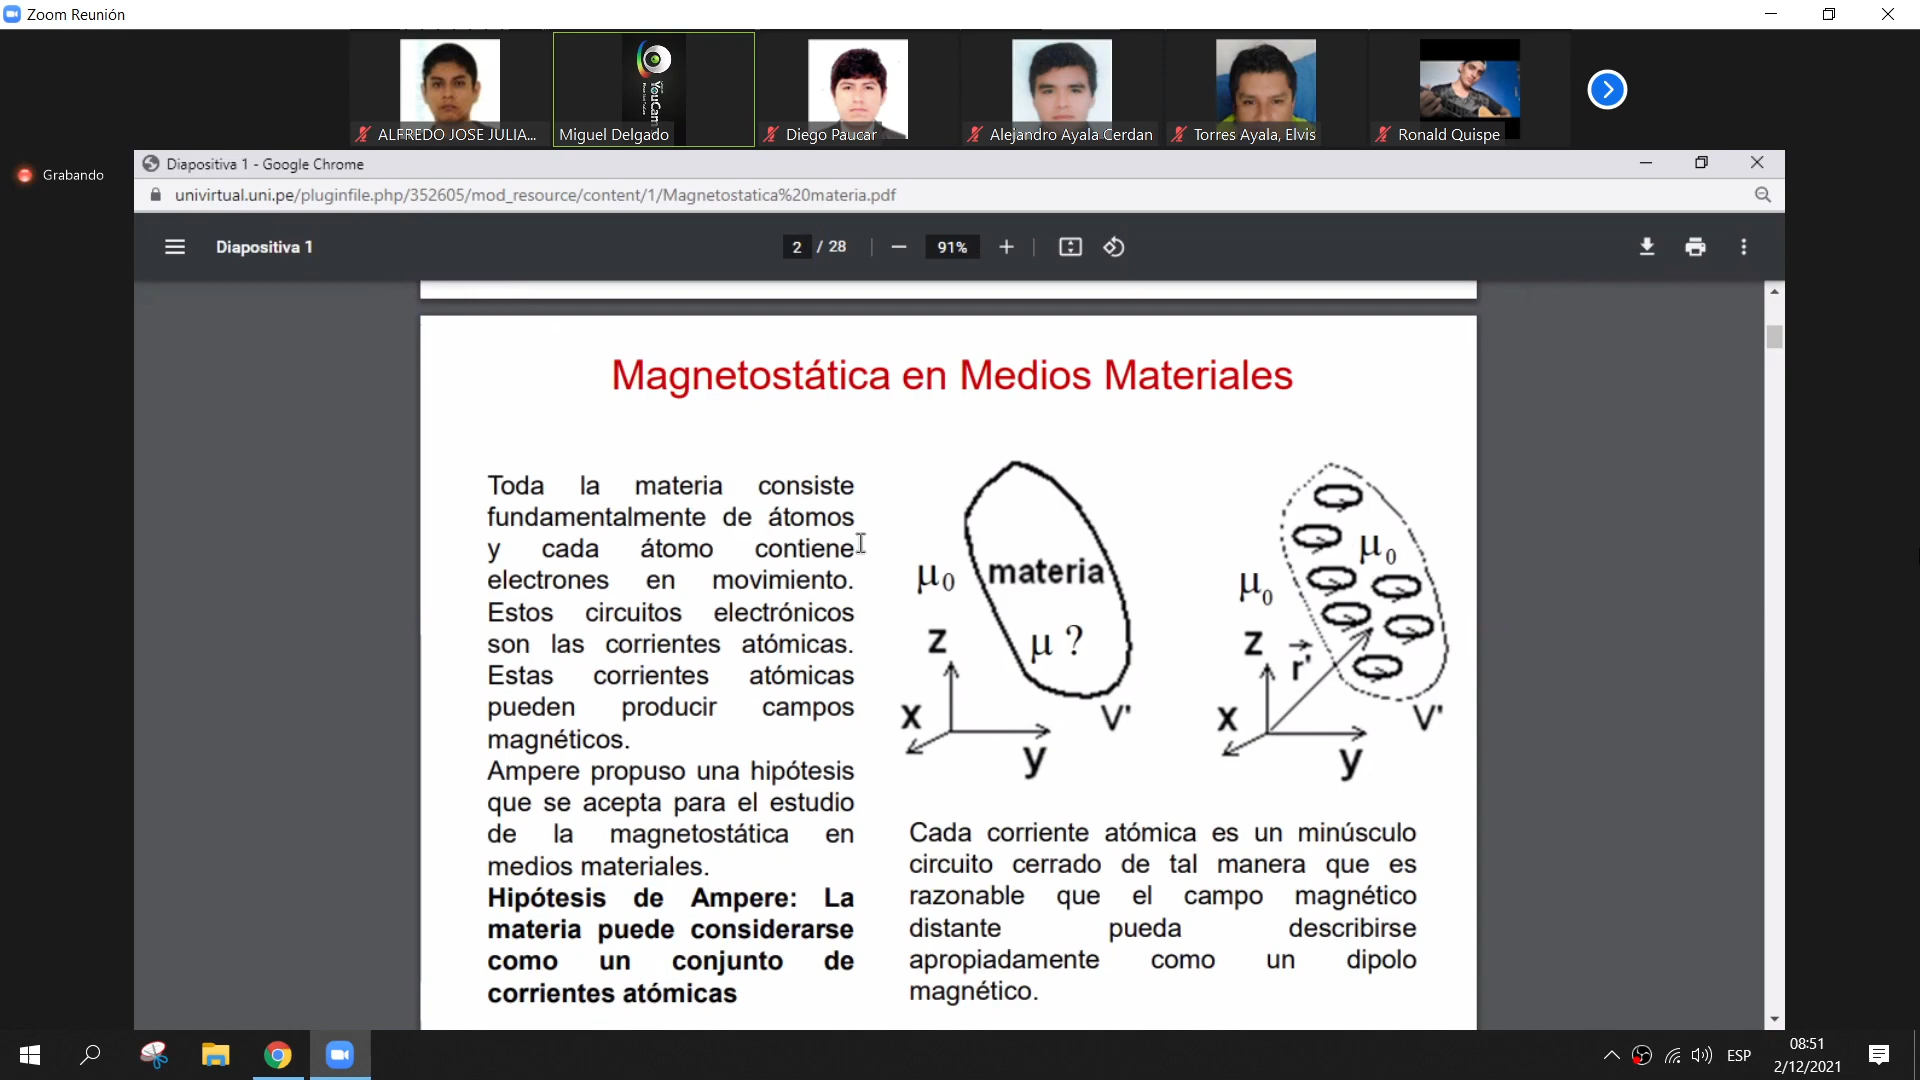 Zoom Reunión
ALFREDO JOSE JULIA...
YouCam
Miguel Delgado
Diego Paucar
Alejandro Ayala Cerdan
Torres Ayala, Elvis
Ronald Quispe
Grabando
Diapositiva 1 - Google Chrome
univirtual.uni.pe/pluginfile.php/352605/mod_resource/content/1/Magnetostatica%20materia.pdf
Diapositiva 1
2 / 28
91%
Magnetostática en Medios Materiales
Toda la materia consiste
fundamentalmente de átomos
y cada átomo contiene
electrones en movimiento.
Estos circuitos electrónicos
son las corrientes atómicas.
Estas corrientes atómicas
pueden producir campos
magnéticos.
Ampere propuso una hipótesis
que se acepta para el estudio
de la magnetostática en
medios materiales.
Hipótesis de Ampere: La
materia puede considerarse
como un conjunto de
corrientes atómicas
μ0
materia
μ ?
z
x
y
V'
μ0
μ0
z
r'
x
y
V'
Cada corriente atómica es un minúsculo
circuito cerrado de tal manera que es
razonable que el campo magnético
distante pueda describirse
apropiadamente como un dipolo
magnético.
ESP
08:51
2/12/2021